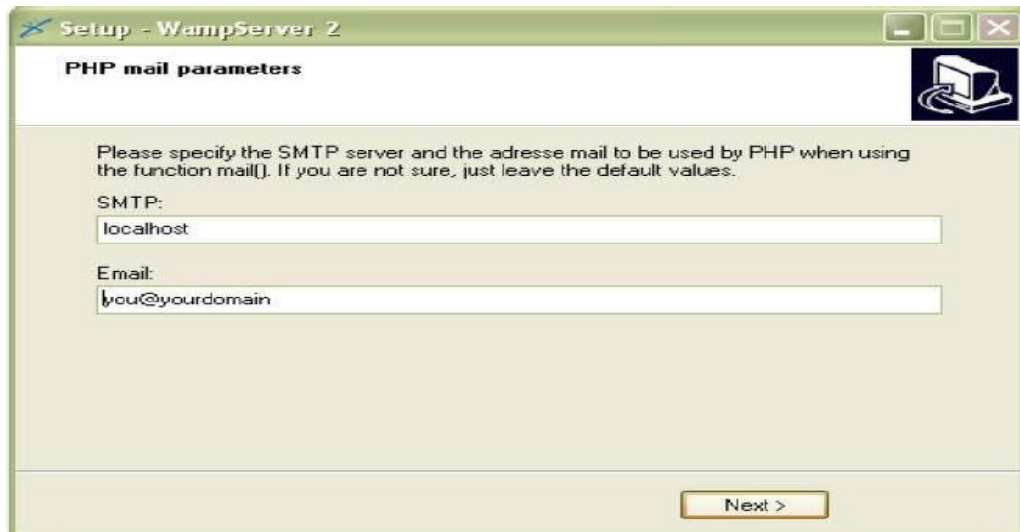 Setup - WampServer 2
PHP mail parameters
Please specify the SMTP server and the adresse mail to be used by PHP when using
the function mail(). If you are not sure, just leave the default values.
SMTP:
localhost
Email:
you@yourdomain
Next >